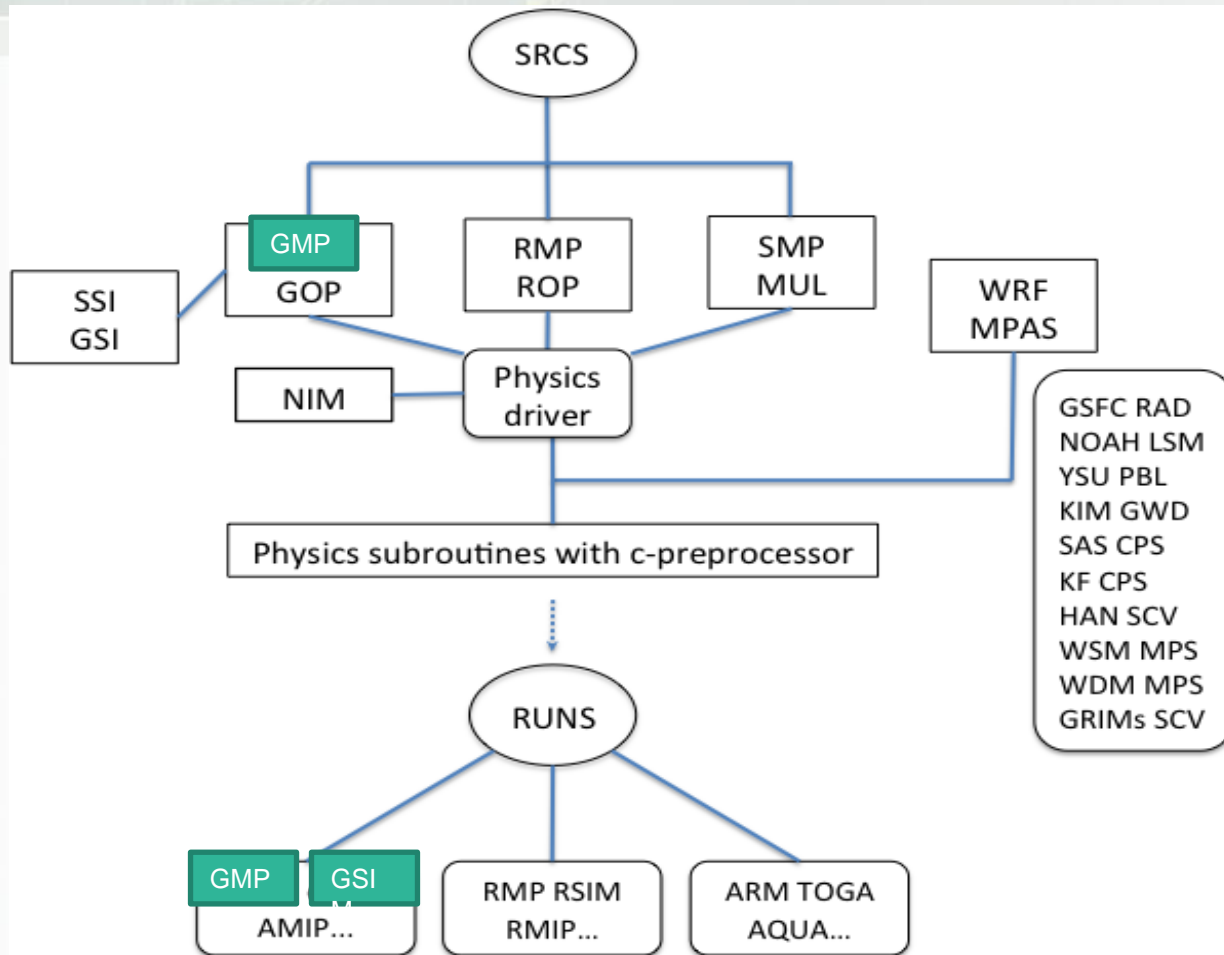 SRCS
GMP
GOP
RMP
ROP
SMP
MUL
SSI
GSI
WRF
MPAS
NIM
Physics
driver
GSFC RAD
NOAH LSM
YSU PBL
KIM GWD
SAS CPS
KF CPS
HAN SCV
WSM MPS
WDM MPS
GRIMs SCV
Physics subroutines with c-preprocessor
RUNS
GMP
GSI
M
AMIP...
RMP RSIM
RMIP...
ARM TOGA
AQUA...